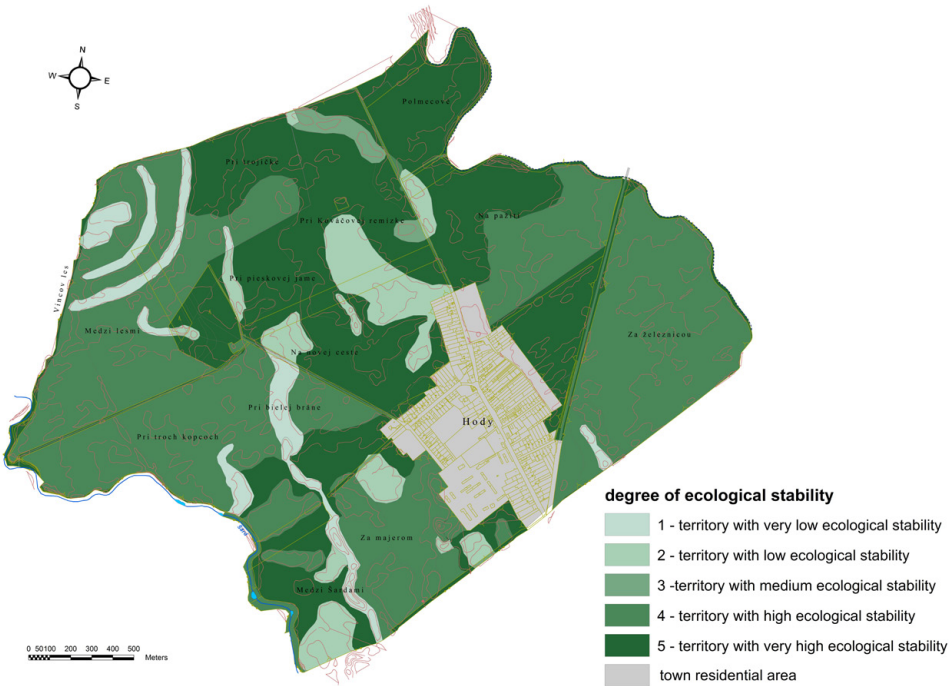 N
W E
S
Polmecove
Pri trojičke
Na pažiti
Pri Kováčovej remízke
Pri pieskovej jame
Vincov les
Medzi lesmi
Za železnicou
Na novej ceste
Pri bielej bráne
Hody
Pri troch kopcoch
Za majerom
Medzi Šardami
degree of ecological stability
1 - territory with very low ecological stability
2 - territory with low ecological stability
3 -territory with medium ecological stability
4 - territory with high ecological stability
5 - territory with very high ecological stability
town residential area
0 50100 200 300 400 500
Meters